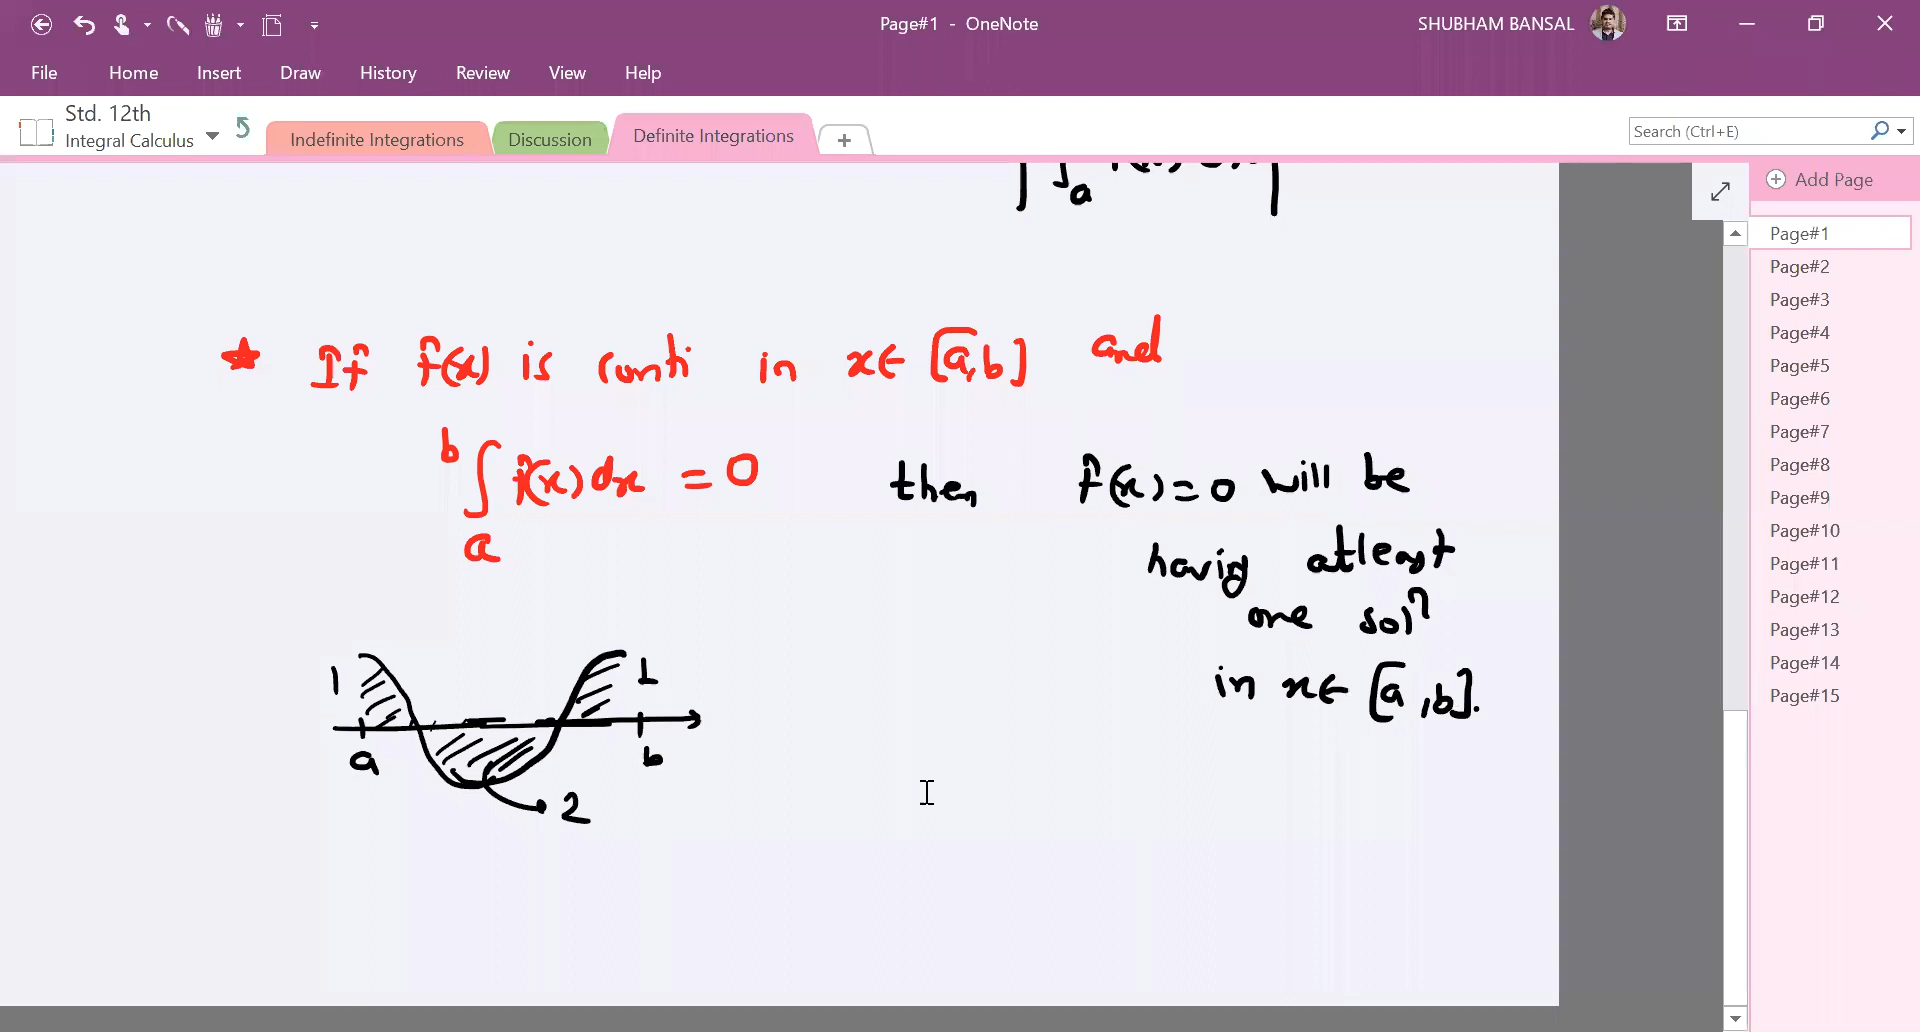 Page#1 - OneNote
SHUBHAM BANSAL
File Home Insert Draw History Review View Help
Std. 12th
Integral Calculus
Indefinite Integrations
Discussion
Definite Integrations
+
Search (Ctrl+E)
Add Page
Page#1
Page#2
Page#3
Page#4
Page#5
Page#6
Page#7
Page#8
Page#9
Page#10
Page#11
Page#12
Page#13
Page#14
Page#15
a
★ If f(x) is conti in x∈ [a,b] and
∫_a^b f(x) dx = 0 then f(x)=0 will be
havig atleast
one solⁿ
in x∈ [a,b].
1 1
a b
2